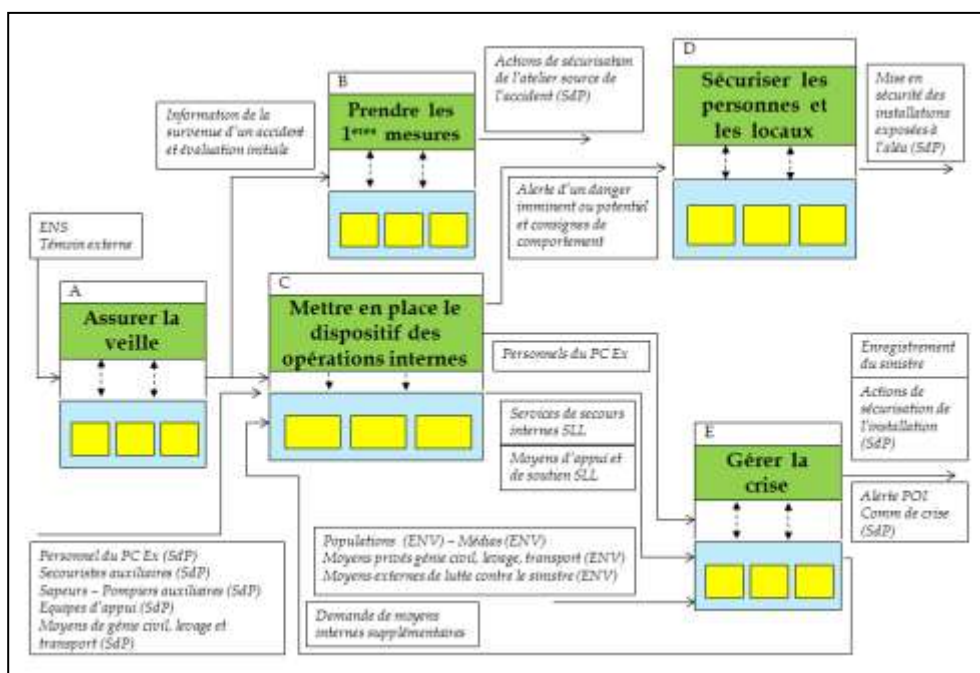 B
Prendre les
1eres mesures
Actions de sécurisation
de l'atelier source de
l'accident (SdP)
D
Sécuriser les
personnes et
les locaux
Mise en
sécurité des
installations
exposées à
l'aléa (SdP)
Information de la
survenue d'un accident
et évaluation initiale
Alerte d'un danger
imminent ou potentiel
et consignes de
comportement
ENS
Témoin externe
A
Assurer la
veille
C
Mettre en place le
dispositif des
opérations internes
Personnels du PC Ex
Services de secours
internes SLL
Moyens d'appui et
de soutien SLL
E
Gérer la
crise
Enregistrement
du sinistre
Actions de
sécurisation de
l'installation
(SdP)
Alerte POI
Comm de crise
(SdP)
Personnel du PC Ex (SdP)
Secouristes auxiliaires (SdP)
Sapeurs – Pompiers auxiliaires (SdP)
Equipes d'appui (SdP)
Moyens de génie civil, levage et
transport (SdP)
Populations (ENV) – Médias (ENV)
Moyens privés génie civil, levage, transport (ENV)
Moyens externes de lutte contre le sinistre (ENV)
Demande de moyens
internes supplémentaires